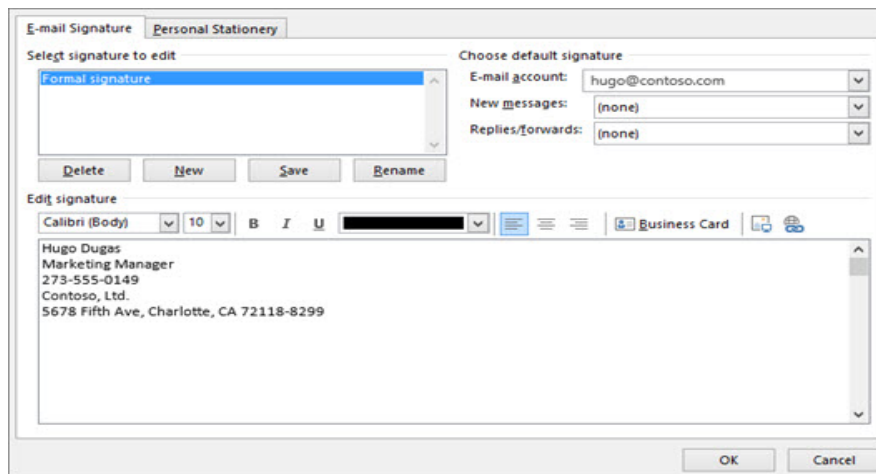 E-mail Signature Personal Stationery
Select signature to edit
Formal signature
Delete New Save Rename
Choose default signature
E-mail account: hugo@contoso.com
New messages: (none)
Replies/forwards: (none)
Edit signature
Calibri (Body) 10 B I U Business Card
Hugo Dugas
Marketing Manager
273-555-0149
Contoso, Ltd.
5678 Fifth Ave, Charlotte, CA 72118-8299
OK Cancel